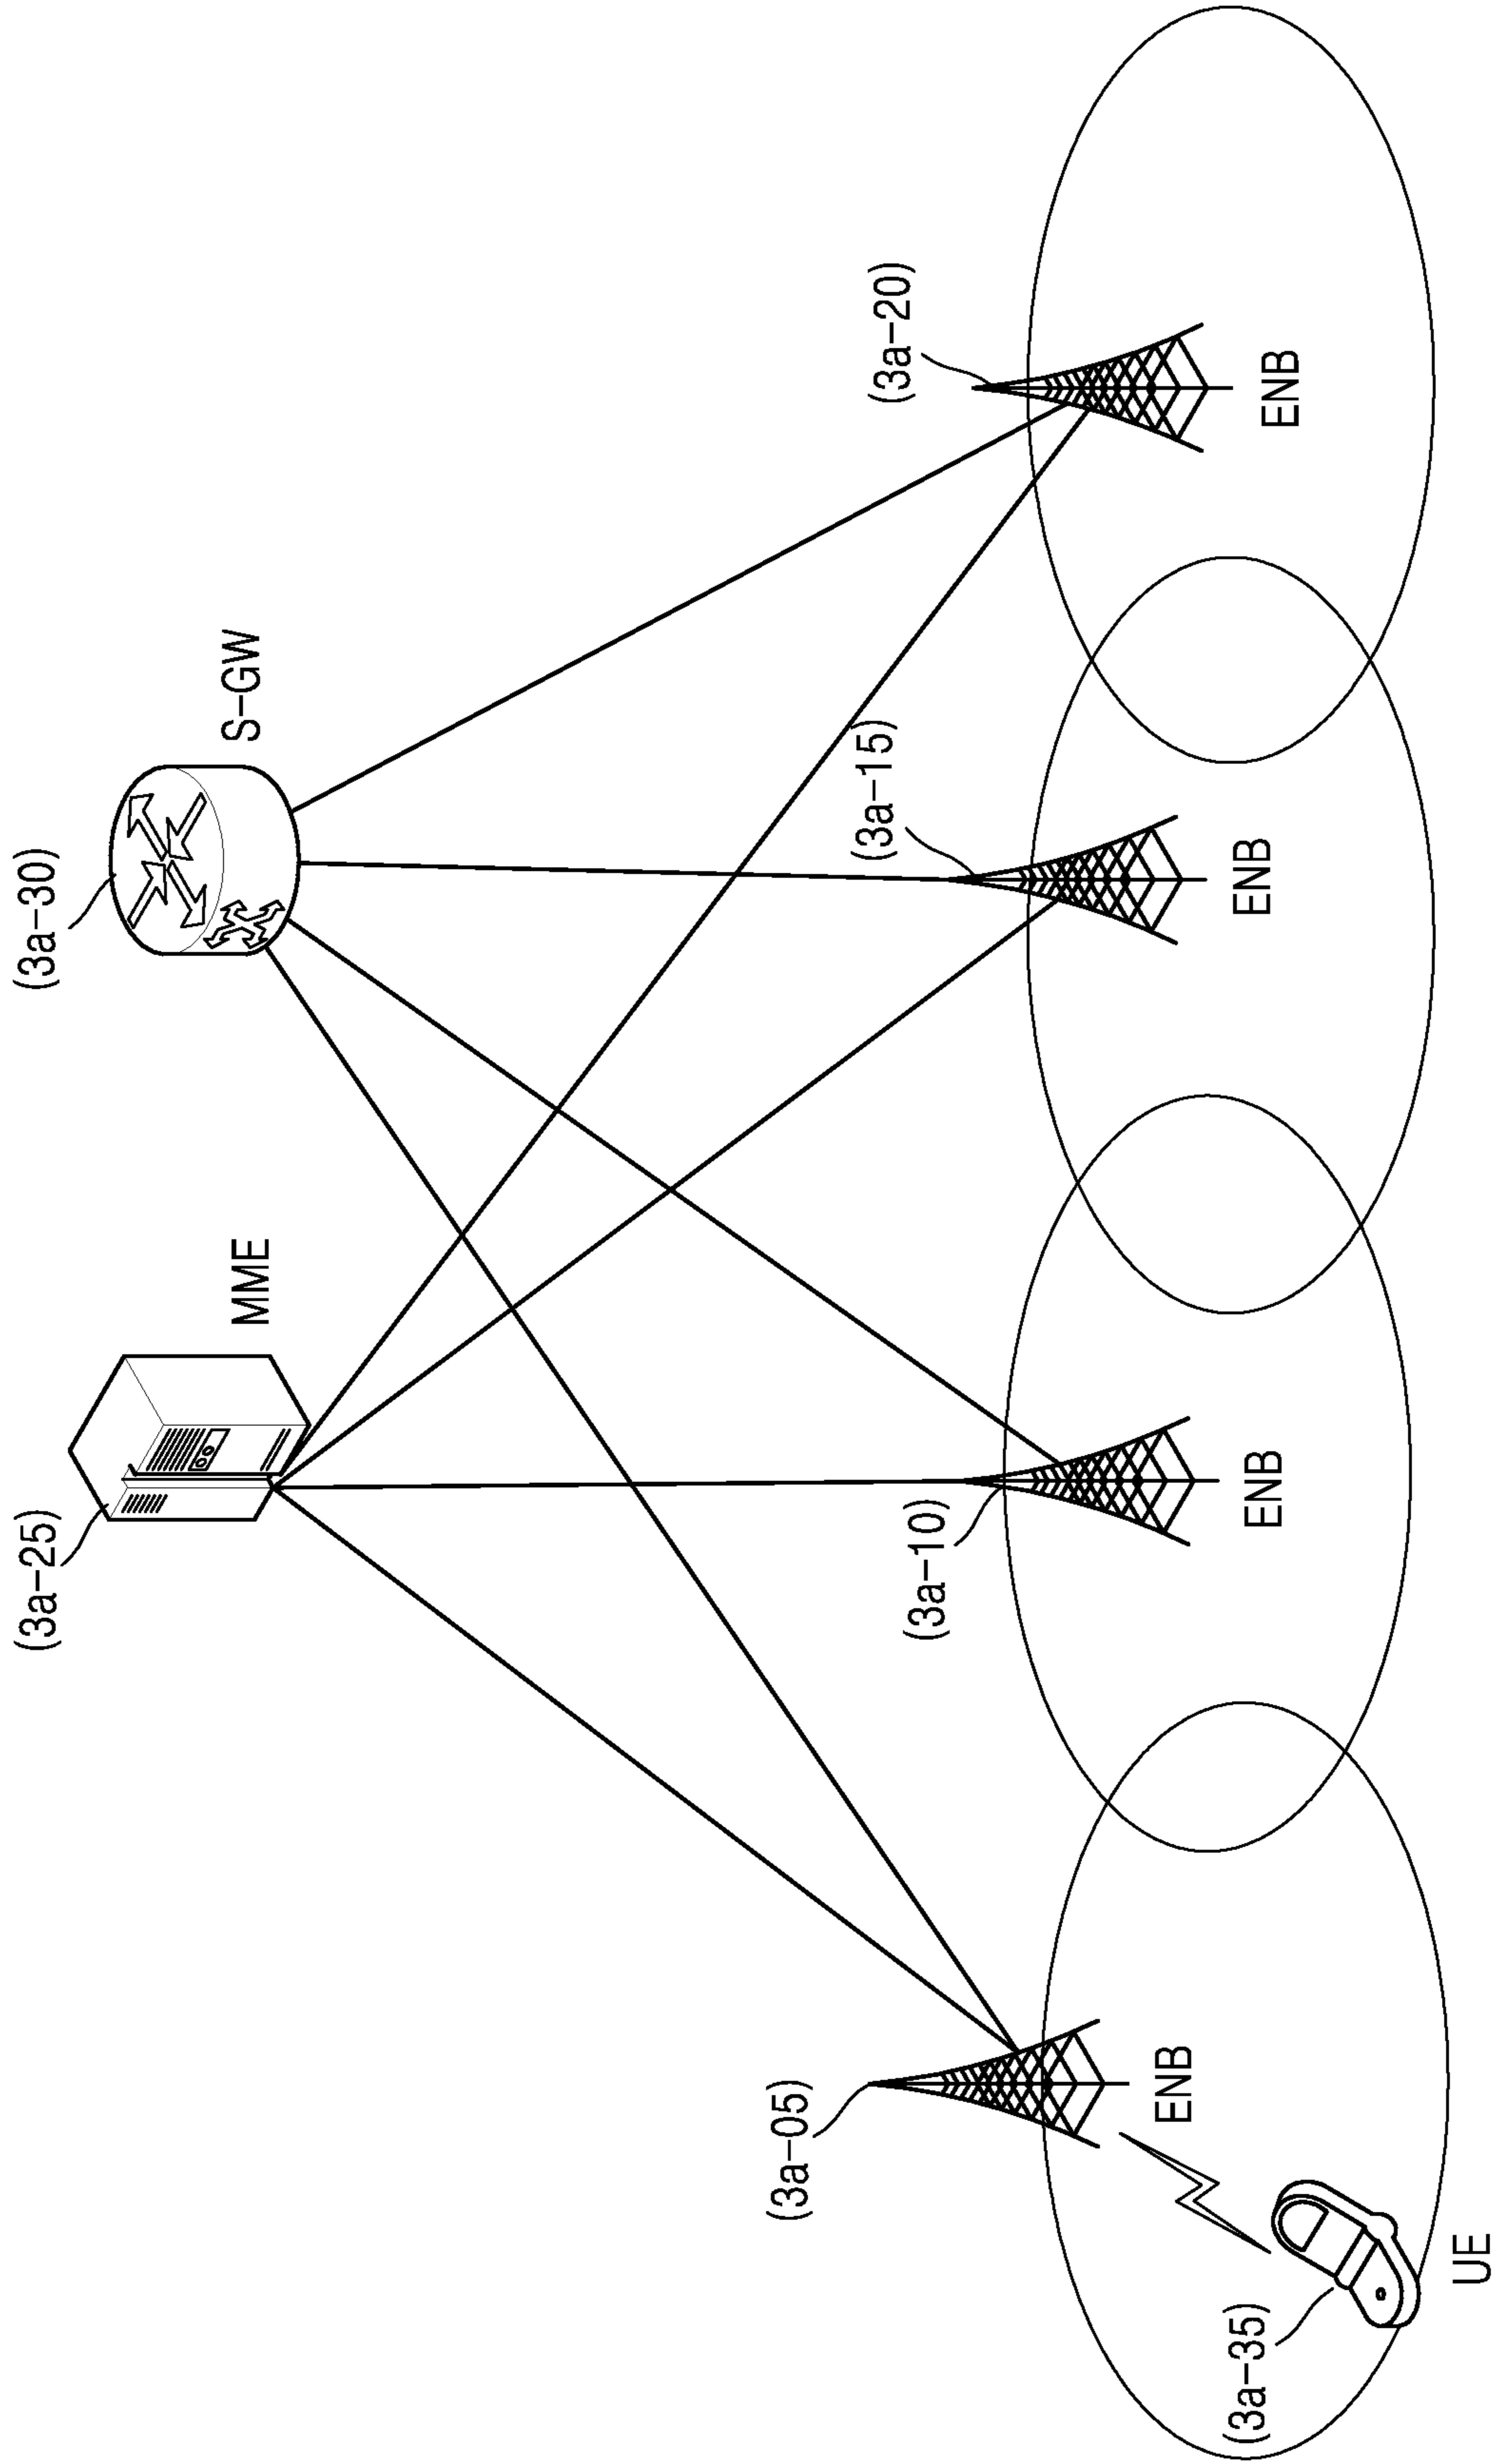 (3a-25)
MME
(3a-30)
S-GW
(3a-05)
ENB
(3a-10)
ENB
(3a-15)
ENB
(3a-20)
ENB
(3a-35)
UE